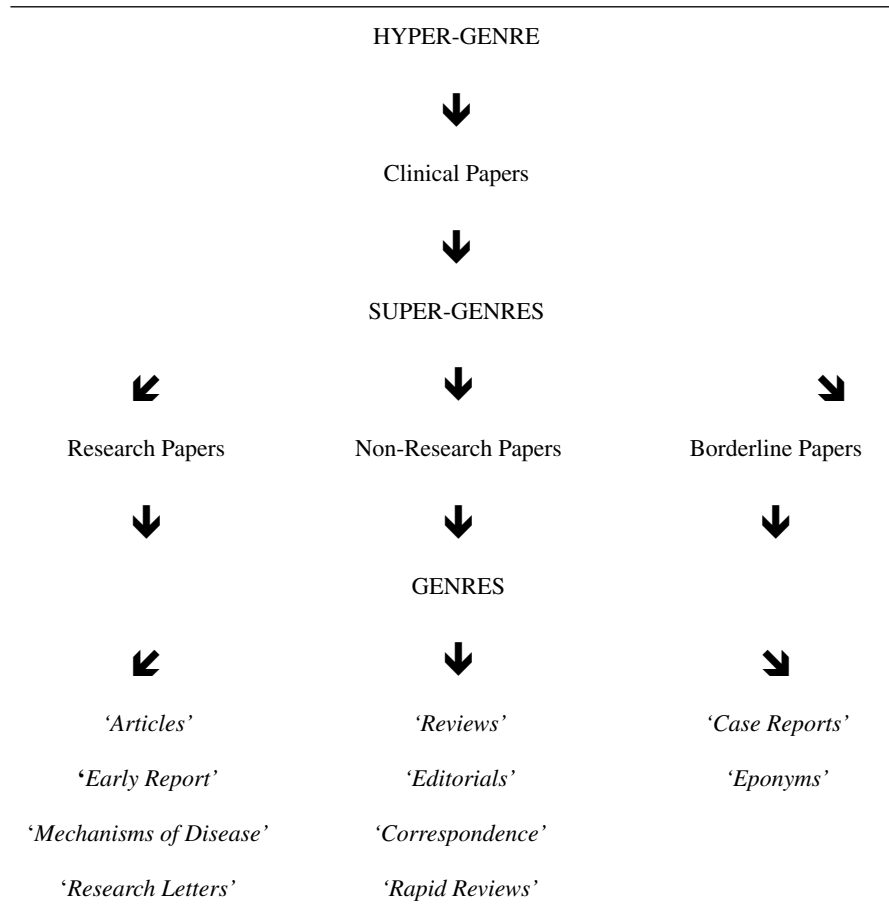 HYPER-GENRE
Clinical Papers
SUPER-GENRES
Research Papers Non-Research Papers Borderline Papers
GENRES
‘Articles’ ‘Reviews’ ‘Case Reports’
‘Early Report’ ‘Editorials’ ‘Eponyms’
‘Mechanisms of Disease’ ‘Correspondence’
‘Research Letters’ ‘Rapid Reviews’